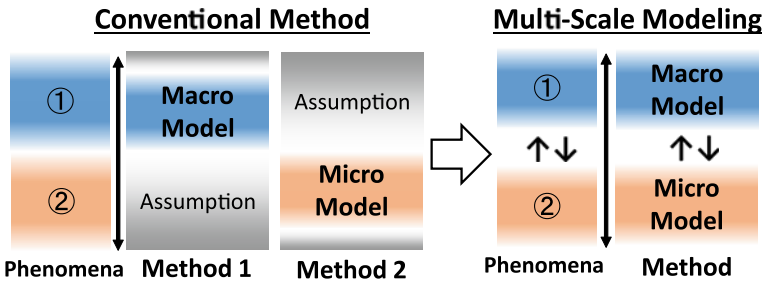 Conventional Method
①
②
Phenomena
Macro
Model
Assumption
Method 1
Assumption
Micro
Model
Method 2
Multi-Scale Modeling
①
↑↓
②
Phenomena
Macro
Model
↑↓
Micro
Model
Method